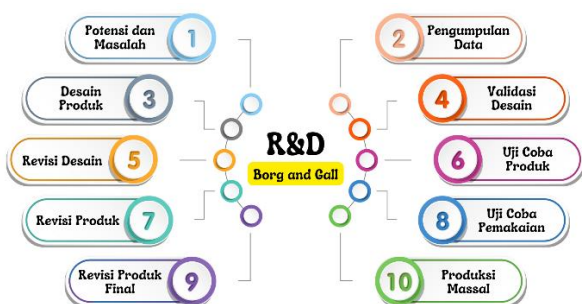 Potensi dan
Masalah
1
2
Pengumpulan
Data
Desain
Produk
3
4
Validasi
Desain
R&D
Borg and Gall
Revisi Desain
5
6
Uji Coba
Produk
Revisi Produk
7
8
Uji Coba
Pemakaian
Revisi Produk
Final
9
10
Produksi
Massal